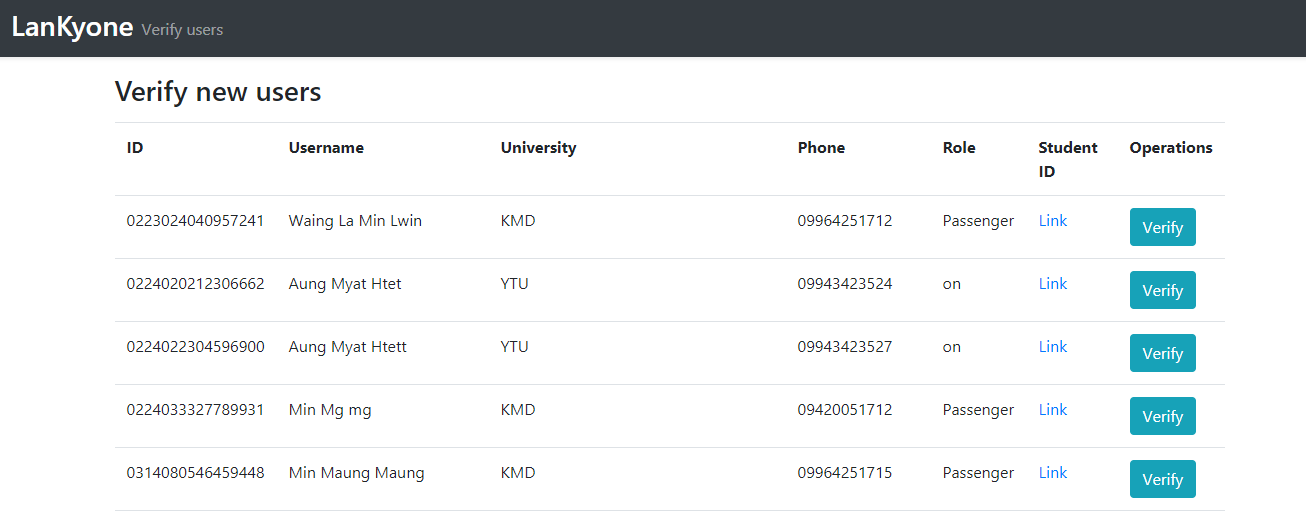 LanKyone Verify users
Verify new users
ID Username University Phone Role Student ID Operations
0223024040957241 Waing La Min Lwin KMD 09964251712 Passenger Link Verify
0224020212306662 Aung Myat Htet YTU 09943423524 on Link Verify
0224022304596900 Aung Myat Htett YTU 09943423527 on Link Verify
0224033327789931 Min Mg mg KMD 09420051712 Passenger Link Verify
0314080546459448 Min Maung Maung KMD 09964251715 Passenger Link Verify